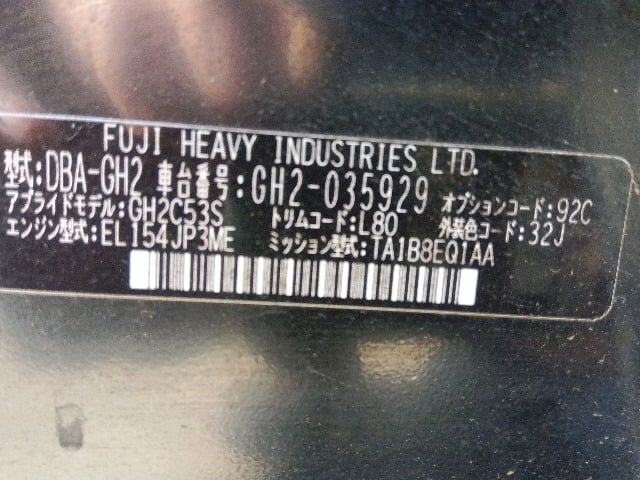 FUJI HEAVY INDUSTRIES LTD.
型式:DBA-GH2 車台番号:GH2-035929 オプションコード:92C
アプライドモデル:GH2C53S トリムコード:L80 外装色コード:32J
エンジン型式:EL154JP3ME ミッション型式:TA1B8EQ1AA